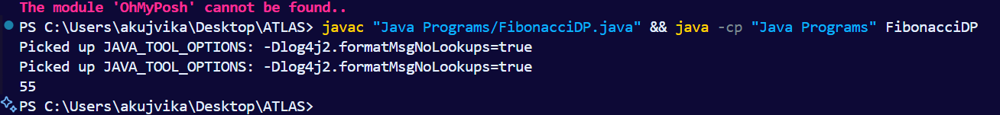 The module 'OhMyPosh' cannot be found..
PS C:\Users\akujvika\Desktop\ATLAS> javac "Java Programs/FibonacciDP.java" && java -cp "Java Programs" FibonacciDP
Picked up JAVA_TOOL_OPTIONS: -Dlog4j2.formatMsgNoLookups=true
Picked up JAVA_TOOL_OPTIONS: -Dlog4j2.formatMsgNoLookups=true
55
PS C:\Users\akujvika\Desktop\ATLAS>